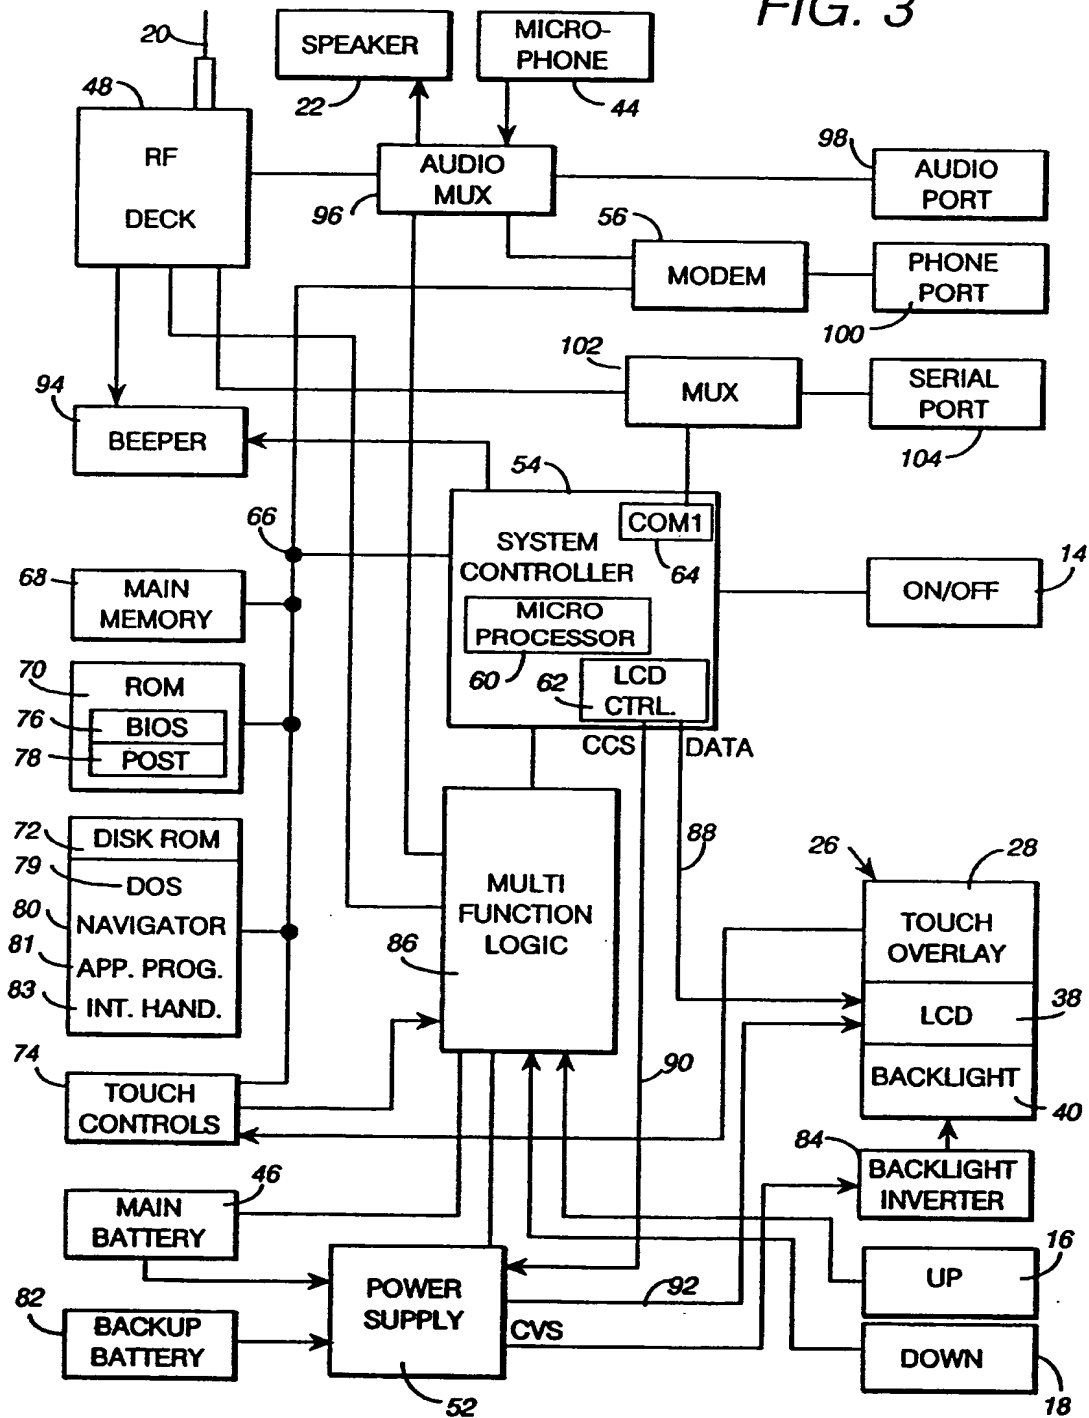 FIG. 3
20
SPEAKER
MICRO-
PHONE
48
22
44
RF
DECK
AUDIO
MUX
96
98
AUDIO
PORT
56
MODEM
PHONE
PORT
100
102
MUX
SERIAL
PORT
104
94
BEEPER
54
COM1
64
SYSTEM
CONTROLLER
66
68
MAIN
MEMORY
ON/OFF
14
MICRO
PROCESSOR
60
62
LCD
CTRL.
70
ROM
76
BIOS
78
POST
CCS
DATA
72
DISK ROM
79
DOS
80
NAVIGATOR
81
APP. PROG.
83
INT. HAND.
MULTI
FUNCTION
LOGIC
86
88
26
28
TOUCH
OVERLAY
LCD
38
BACKLIGHT
40
74
TOUCH
CONTROLS
90
84
BACKLIGHT
INVERTER
46
MAIN
BATTERY
UP
16
POWER
SUPPLY
92
82
BACKUP
BATTERY
CVS
DOWN
18
52